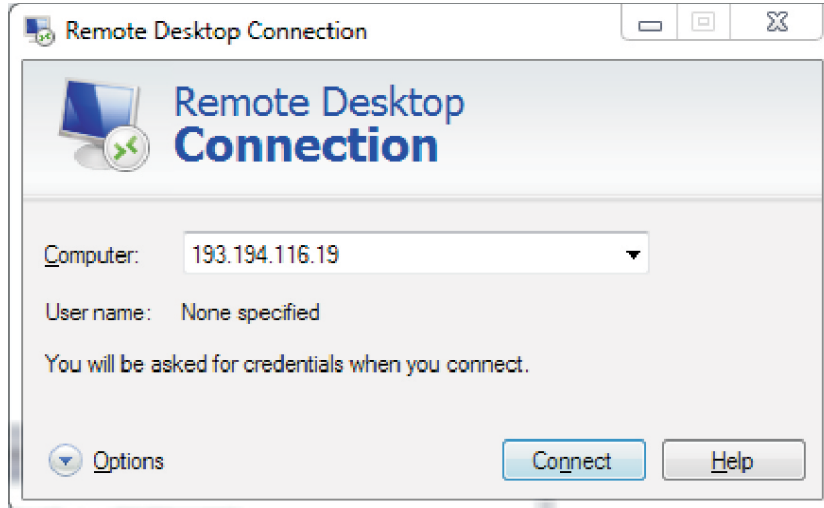 Remote Desktop Connection
Remote Desktop
Connection
Computer: 193.194.116.19
User name: None specified
You will be asked for credentials when you connect.
Options Connect Help